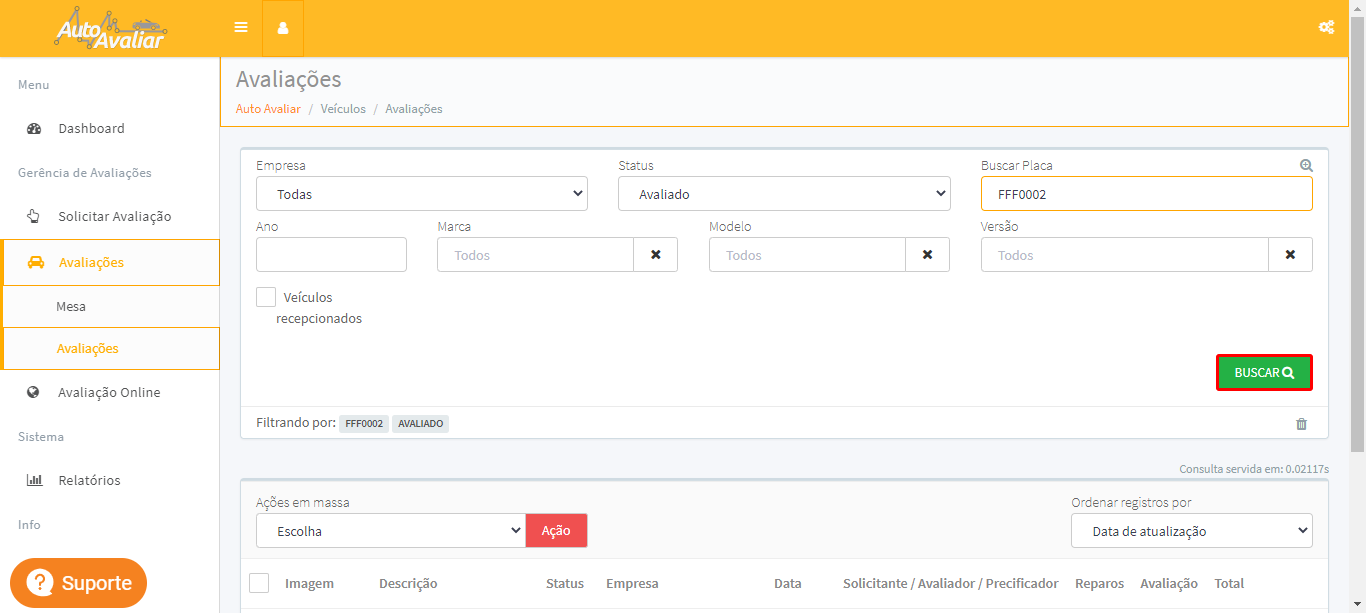 Auto Avaliar
Menu
Dashboard
Gerência de Avaliações
Solicitar Avaliação
Avaliações
Mesa
Avaliações
Avaliação Online
Sistema
Relatórios
Info
Suporte
Avaliações
Auto Avaliar / Veículos / Avaliações
Empresa Status Buscar Placa
Todas Avaliado FFF0002
Ano Marca Modelo Versão
Todos Todos Todos
Veículos
recepcionados
BUSCAR
Filtrando por: FFF0002 AVALIADO
Consulta servida em: 0.02117s
Ações em massa Ordenar registros por
Escolha Ação Data de atualização
Imagem Descrição Status Empresa Data Solicitante / Avaliador / Precificador Reparos Avaliação Total